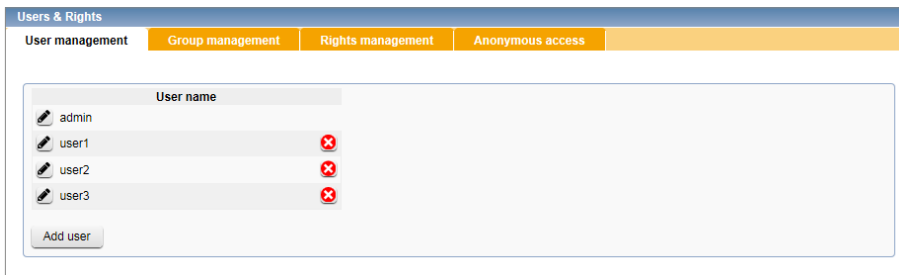 Users & Rights
User management Group management Rights management Anonymous access
User name
admin
user1
user2
user3
Add user